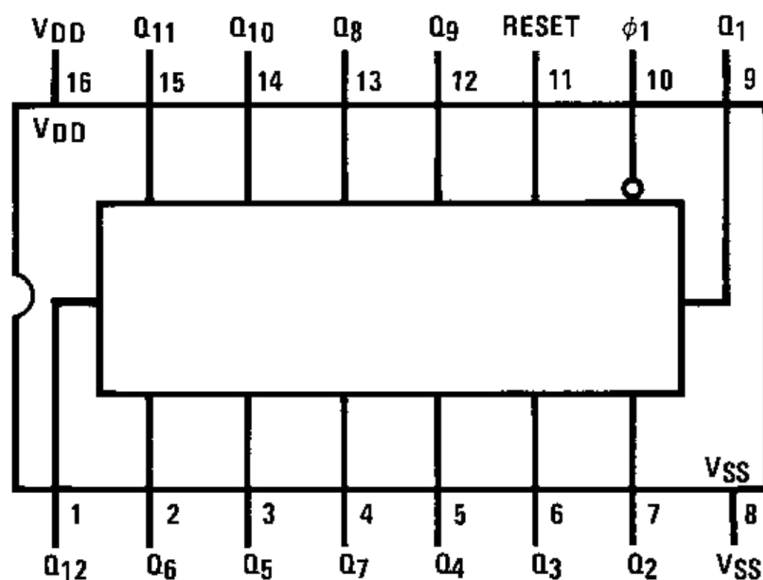 VDD Q11 Q10 Q8 Q9 RESET ϕ1 Q1
16 15 14 13 12 11 10 9
VDD
VSS
1 2 3 4 5 6 7 8
Q12 Q6 Q5 Q7 Q4 Q3 Q2 VSS